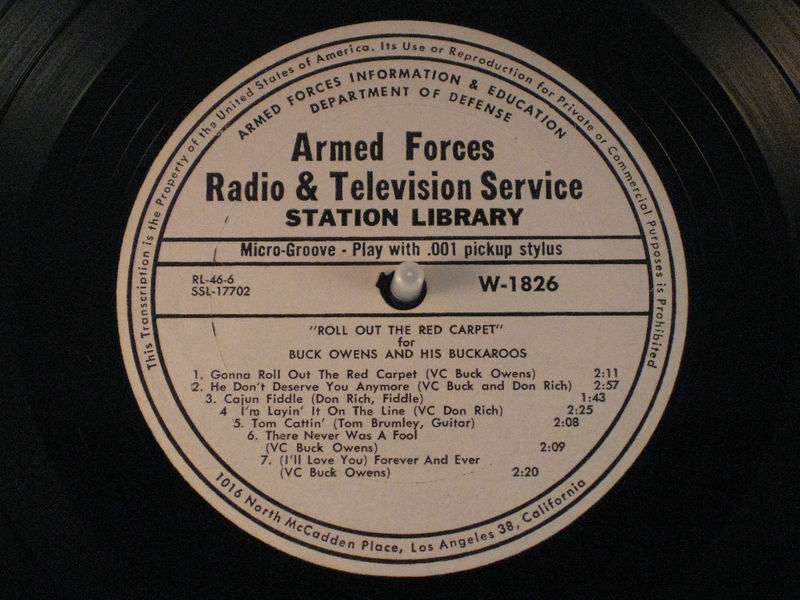 This Transcription is the Property of the United States of America. Its Use or Reproduction for Private or Commercial Purposes is Prohibited
ARMED FORCES INFORMATION & EDUCATION
DEPARTMENT OF DEFENSE
Armed Forces
Radio & Television Service
STATION LIBRARY
Micro-Groove - Play with .001 pickup stylus
RL-46-6
SSL-17702
W-1826
"ROLL OUT THE RED CARPET"
for
BUCK OWENS AND HIS BUCKAROOS
1. Gonna Roll Out The Red Carpet (VC Buck Owens) 2:11
2. He Don't Deserve You Anymore (VC Buck and Don Rich) 2:57
3. Cajun Fiddle (Don Rich, Fiddle) 1:43
4 I'm Layin' It On The Line (VC Don Rich) 2:25
5. Tom Cattin' (Tom Brumley, Guitar) 2:08
6. There Never Was A Fool
(VC Buck Owens) 2:09
7. (I'll Love You) Forever And Ever
(VC Buck Owens) 2:20
1016 North McCadden Place, Los Angeles 38, California